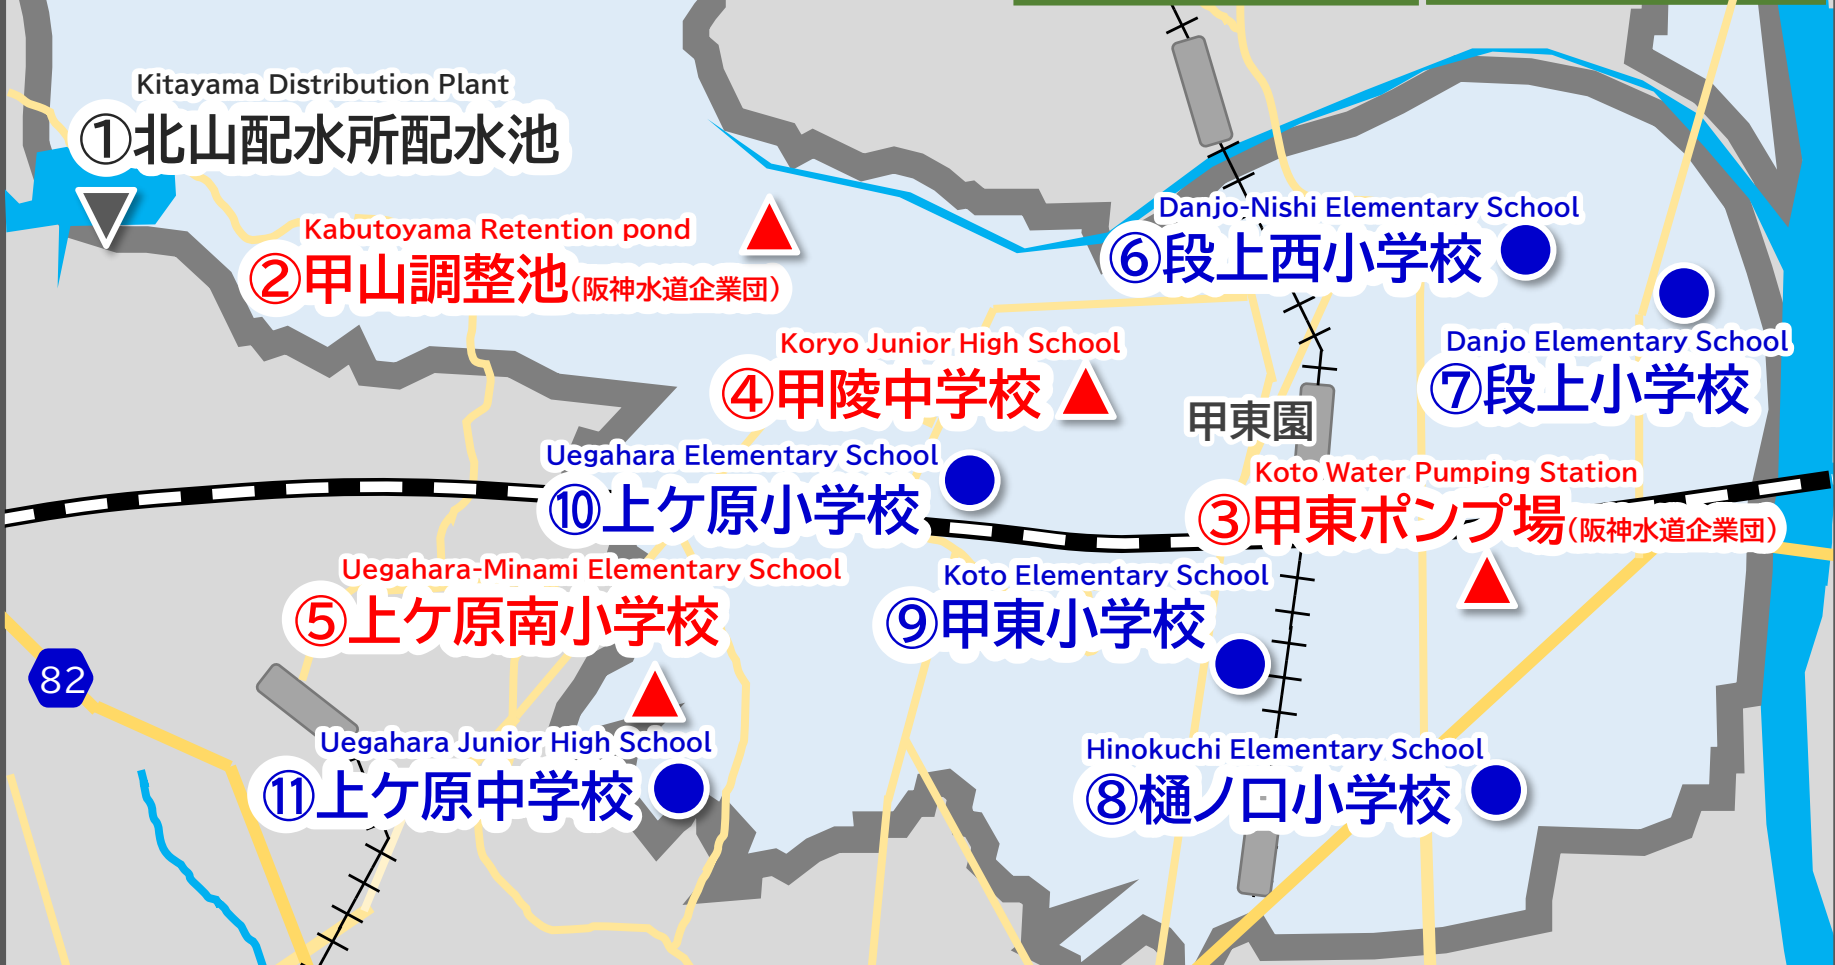 Kitayama Distribution Plant
①北山配水所配水池
Kabutoyama Retention pond
②甲山調整池(阪神水道企業団)
Danjo-Nishi Elementary School
⑥段上西小学校
Danjo Elementary School
⑦段上小学校
Koryo Junior High School
④甲陵中学校
甲東園
Uegahara Elementary School
⑩上ケ原小学校
Koto Water Pumping Station
③甲東ポンプ場(阪神水道企業団)
Uegahara-Minami Elementary School
⑤上ケ原南小学校
Koto Elementary School
⑨甲東小学校
82
Uegahara Junior High School
⑪上ケ原中学校
Hinokuchi Elementary School
⑧樋ノ口小学校